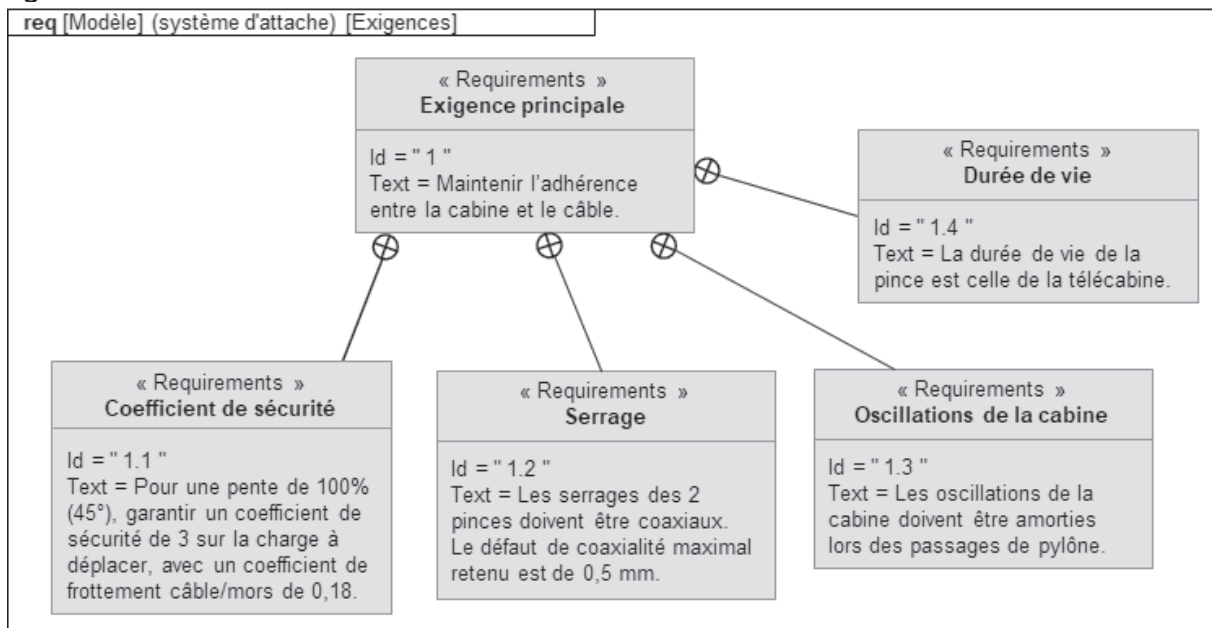 req [Modèle] (système d'attache) [Exigences]
« Requirements »
Exigence principale
Id = " 1 "
Text = Maintenir l'adhérence
entre la cabine et le câble.
« Requirements »
Durée de vie
Id = " 1.4 "
Text = La durée de vie de la
pince est celle de la télécabine.
« Requirements »
Coefficient de sécurité
Id = " 1.1 "
Text = Pour une pente de 100%
(45°), garantir un coefficient de
sécurité de 3 sur la charge à
déplacer, avec un coefficient de
frottement câble/mors de 0,18.
« Requirements »
Serrage
Id = " 1.2 "
Text = Les serrages des 2
pinces doivent être coaxiaux.
Le défaut de coaxialité maximal
retenu est de 0,5 mm.
« Requirements »
Oscillations de la cabine
Id = " 1.3 "
Text = Les oscillations de la
cabine doivent être amorties
lors des passages de pylône.